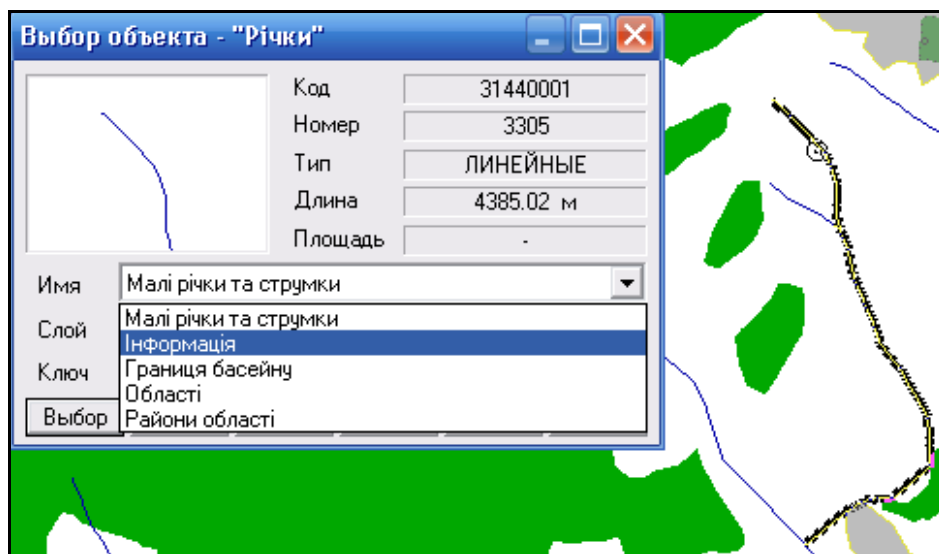 Выбор объекта - "Річки"
Код 31440001
Номер 3305
Тип ЛИНЕЙНЫЕ
Длина 4385.02 м
Площадь -
Имя Малі річки та струмки
Малі річки та струмки
Слой
Інформація
Ключ Границя басейну
Області
Выбор Райони області